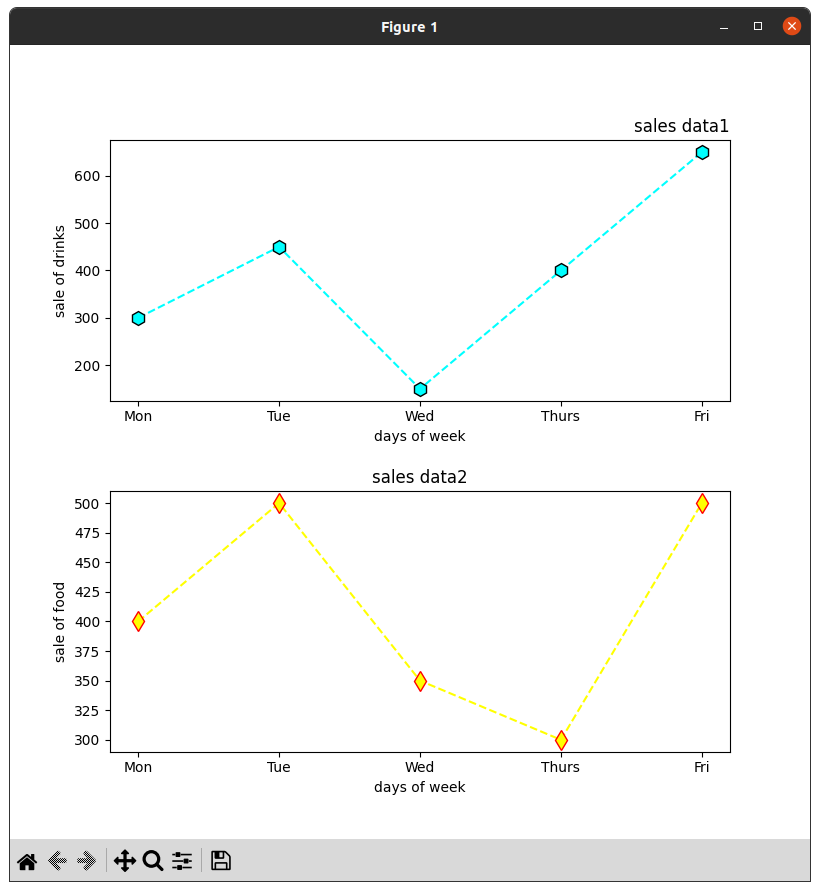 Figure 1
sales data1
600
500
400
300
200
sale of drinks
Mon Tue Wed Thurs Fri
days of week
sales data2
500
475
450
425
400
375
350
325
300
sale of food
Mon Tue Wed Thurs Fri
days of week